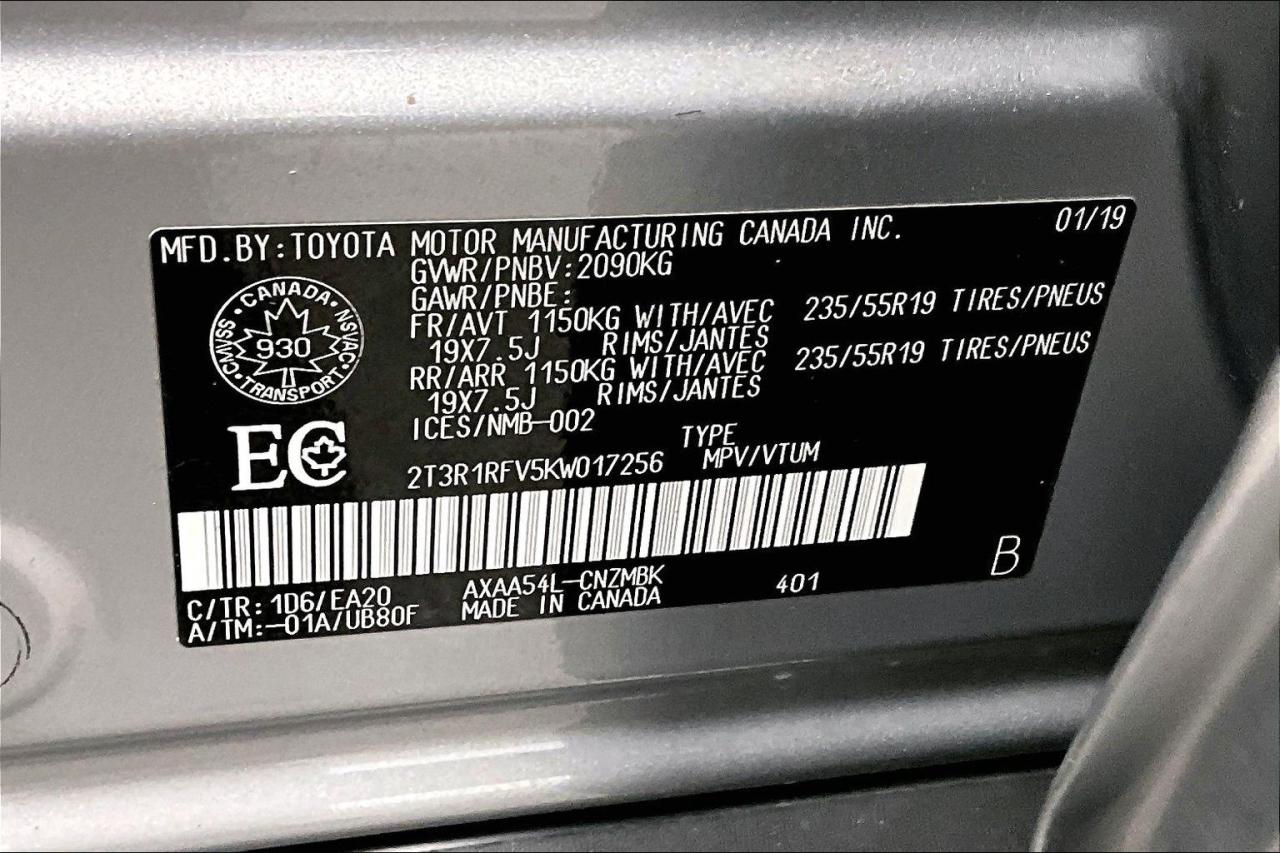 MFD.BY:TOYOTA MOTOR MANUFACTURING CANADA INC. 01/19
GVWR/PNBV:2090KG
GAWR/PNBE:
FR/AVT 1150KG WITH/AVEC 235/55R19 TIRES/PNEUS
19X7.5J RIMS/JANTES
RR/ARR 1150KG WITH/AVEC 235/55R19 TIRES/PNEUS
19X7.5J RIMS/JANTES
ICES/NMB-002
CANADA
NSVAC
930
CMVSS
TRANSPORT
EC
TYPE
2T3R1RFV5KW017256 MPV/VTUM
C/TR: 1D6/EA20 AXAA54L-CNZMBK 401 B
A/TM:-01A/UB80F MADE IN CANADA